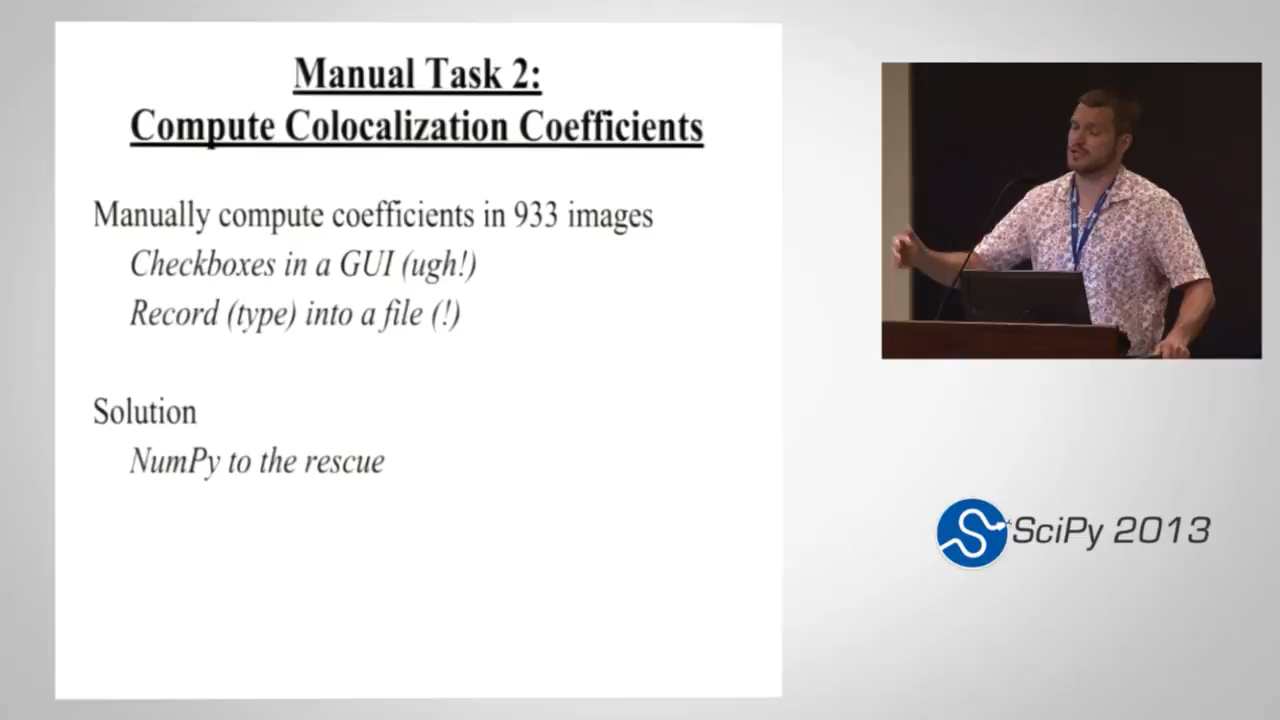 Manual Task 2:
Compute Colocalization Coefficients
Manually compute coefficients in 933 images
Checkboxes in a GUI (ugh!)
Record (type) into a file (!)
Solution
NumPy to the rescue
SciPy 2013